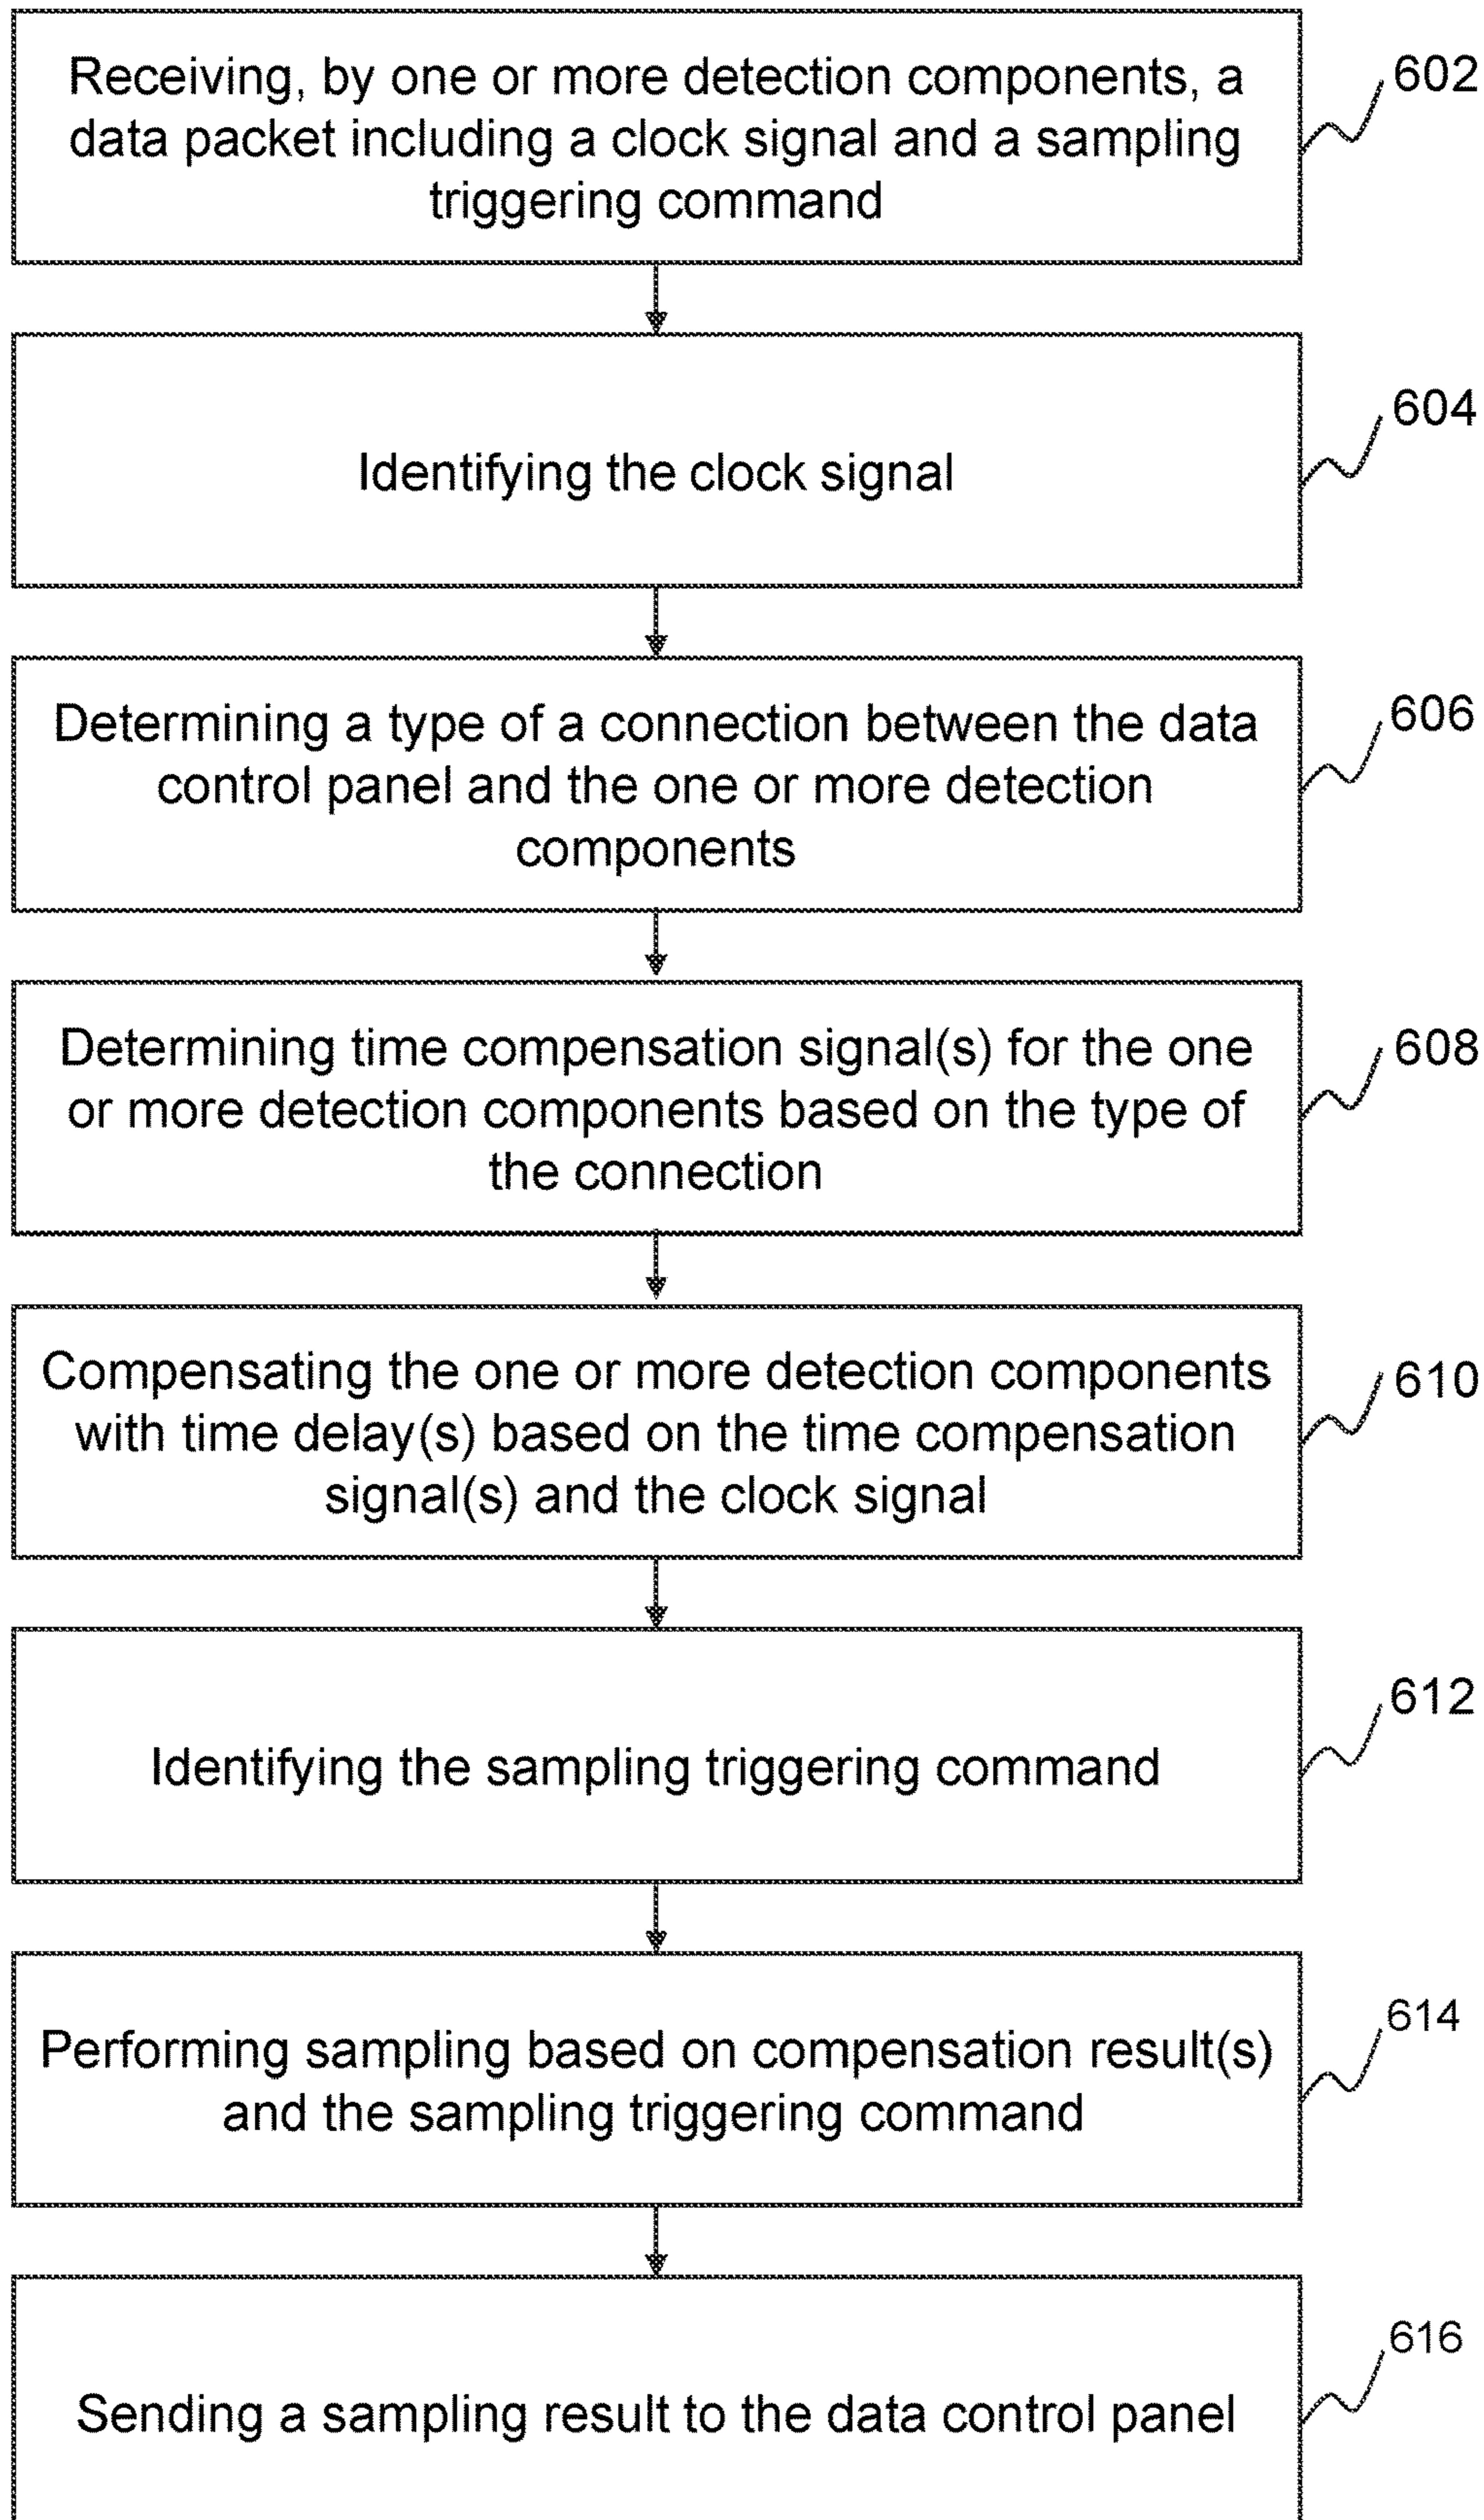 Receiving, by one or more detection components, a
data packet including a clock signal and a sampling
triggering command
602
Identifying the clock signal
604
Determining a type of a connection between the data
control panel and the one or more detection
components
606
Determining time compensation signal(s) for the one
or more detection components based on the type of
the connection
608
Compensating the one or more detection components
with time delay(s) based on the time compensation
signal(s) and the clock signal
610
Identifying the sampling triggering command
612
Performing sampling based on compensation result(s)
and the sampling triggering command
614
Sending a sampling result to the data control panel
616